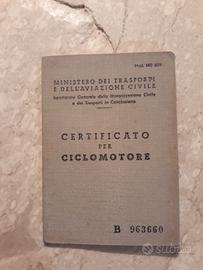 MINISTERO DEI TRASPORTI
E DELL'AVIAZIONE CIVILE
Ispettorato Generale della Motorizzazione Civile
e dei Trasporti in Concessione
CERTIFICATO
PER
CICLOMOTORE
B 963660
subito